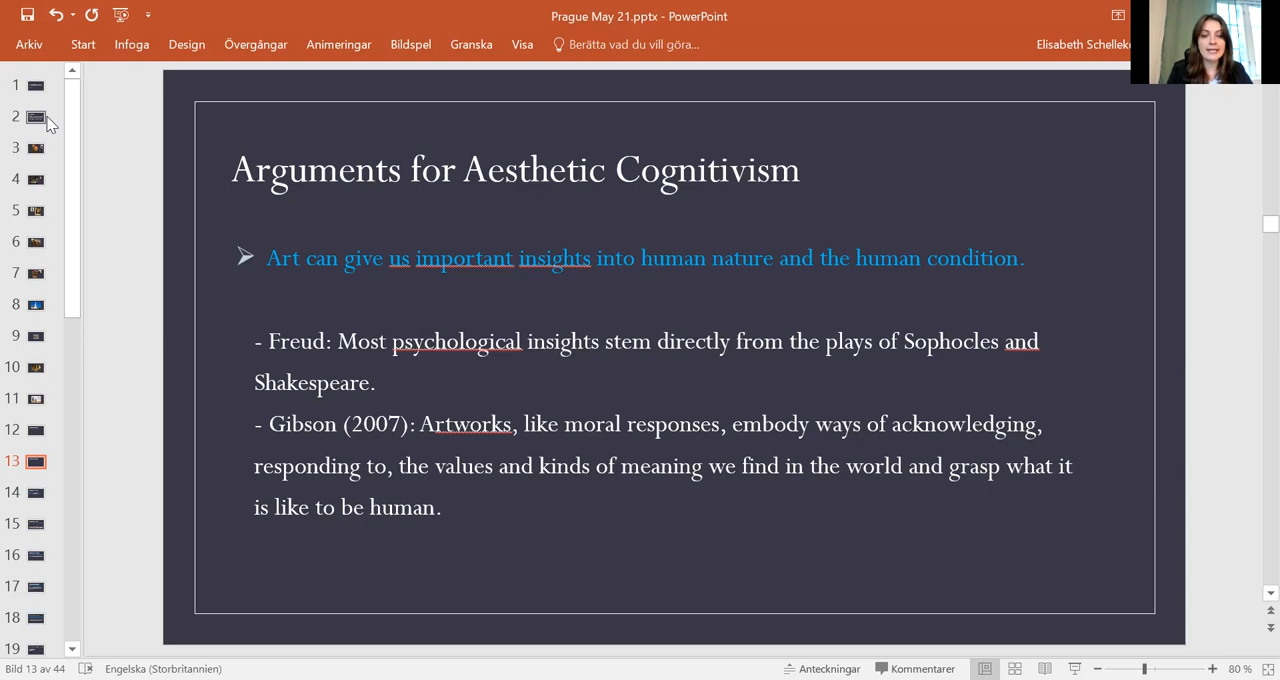 Prague May 21.pptx - PowerPoint
Arkiv Start Infoga Design Övergångar Animeringar Bildspel Granska Visa Berätta vad du vill göra... Elisabeth Schelleke
1
2
3
4
5
6
7
8
9
10
11
12
13
14
15
16
17
18
19
Arguments for Aesthetic Cognitivism
Art can give us important insights into human nature and the human condition.
- Freud: Most psychological insights stem directly from the plays of Sophocles and
Shakespeare.
- Gibson (2007): Artworks, like moral responses, embody ways of acknowledging,
responding to, the values and kinds of meaning we find in the world and grasp what it
is like to be human.
Bild 13 av 44 Engelska (Storbritannien) Anteckningar Kommentarer 80 %